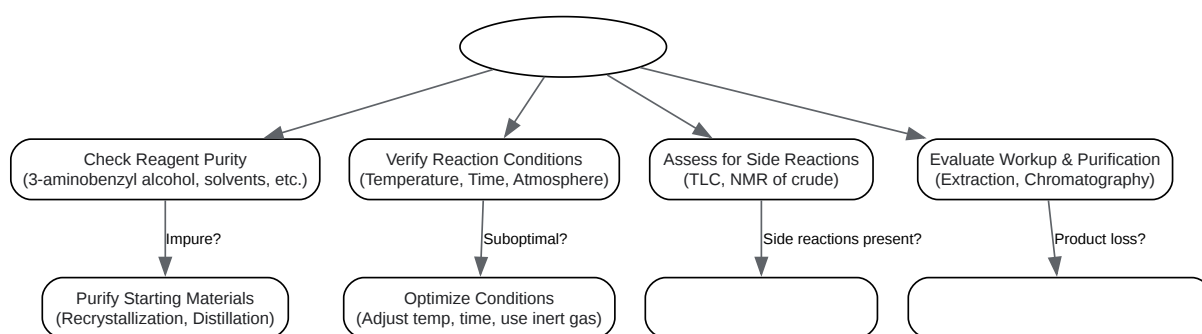 Check Reagent Purity
(3-aminobenzyl alcohol, solvents, etc.)
Verify Reaction Conditions
(Temperature, Time, Atmosphere)
Assess for Side Reactions
(TLC, NMR of crude)
Evaluate Workup & Purification
(Extraction, Chromatography)
Impure?
Suboptimal?
Side reactions present?
Product loss?
Purify Starting Materials
(Recrystallization, Distillation)
Optimize Conditions
(Adjust temp, time, use inert gas)